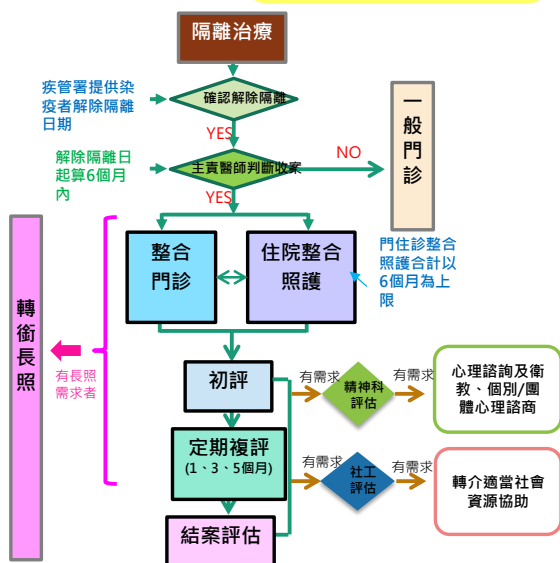 隔離治療
疾管署提供染
疫者解除隔離
日期
確認解除隔離
YES
解除隔離日
起算6個月
內
主責醫師判斷收案
NO
一般門診
YES
整合
門診
住院整合
照護
門住診整合
照護合計以
6個月為上
限
轉銜長照
有長照
需求者
初評
有需求
精神科
評估
有需求
心理諮詢及衛
教、個別/團
體心理諮商
定期複評
(1、3、5個月)
有需求
社工
評估
有需求
轉介適當社會
資源協助
結案評估